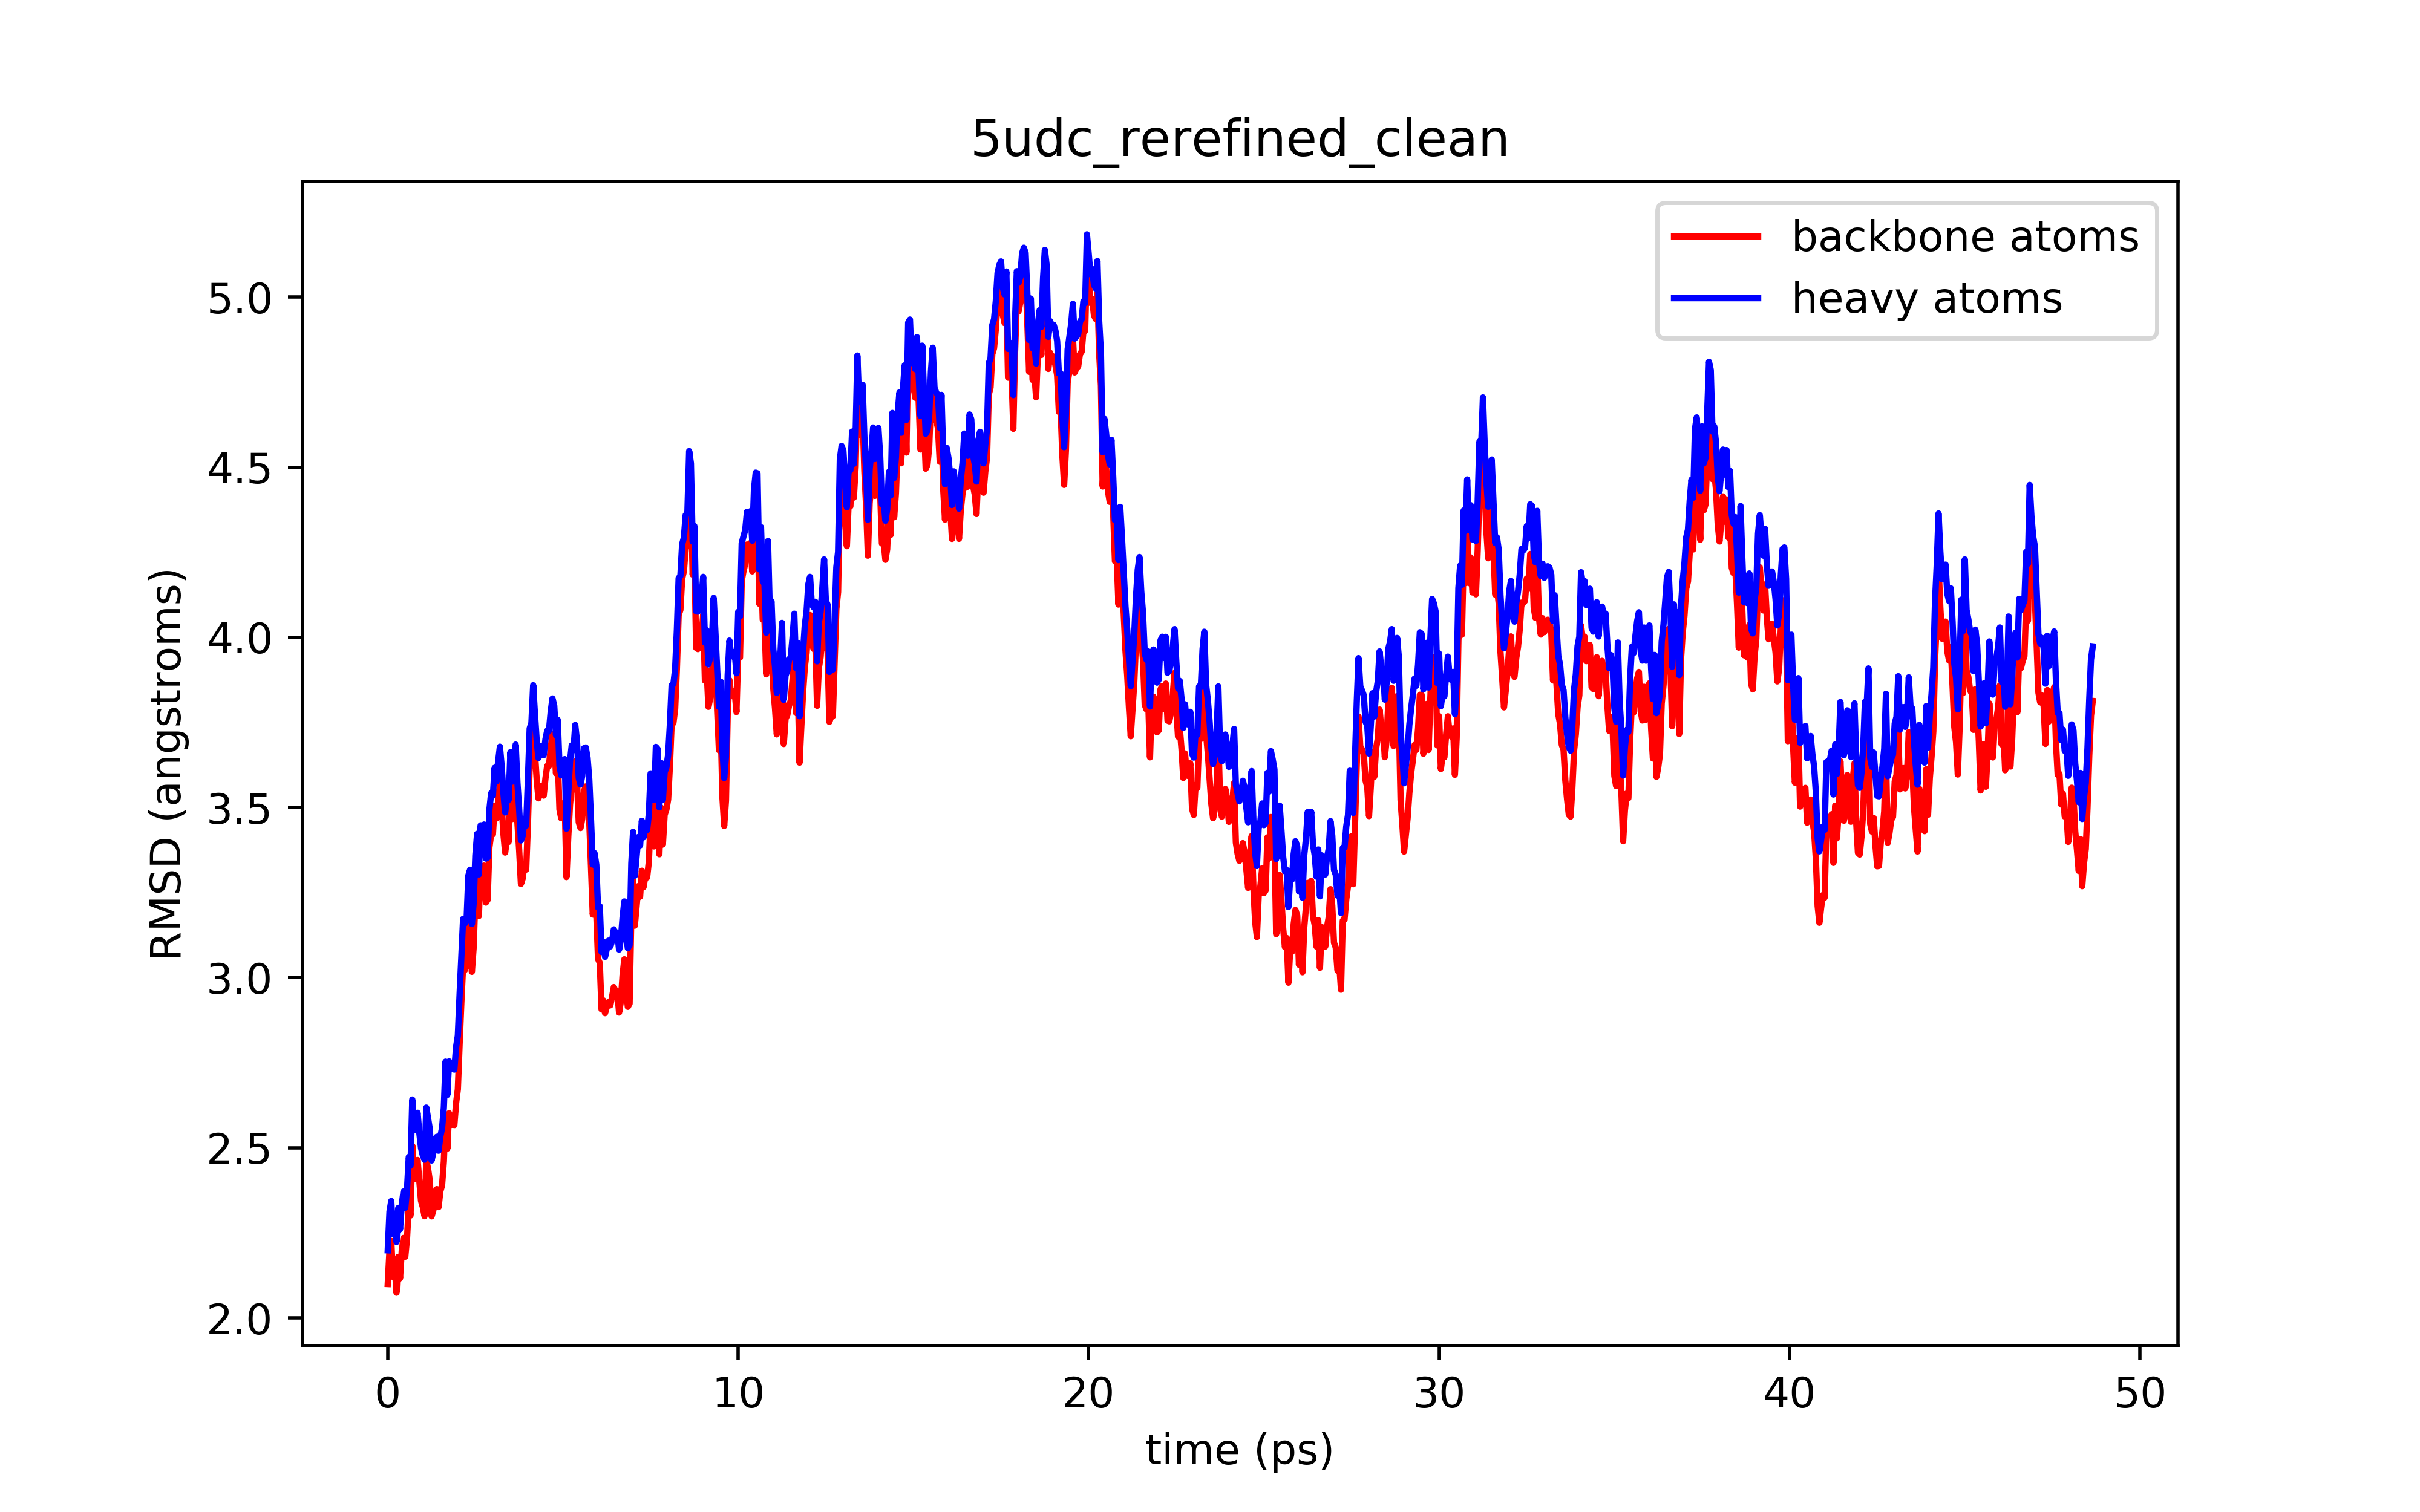 5udc_rerefined_clean
backbone atoms
heavy atoms
RMSD (angstroms)
5.0
4.5
4.0
3.5
3.0
2.5
2.0
0 10 20 30 40 50
time (ps)